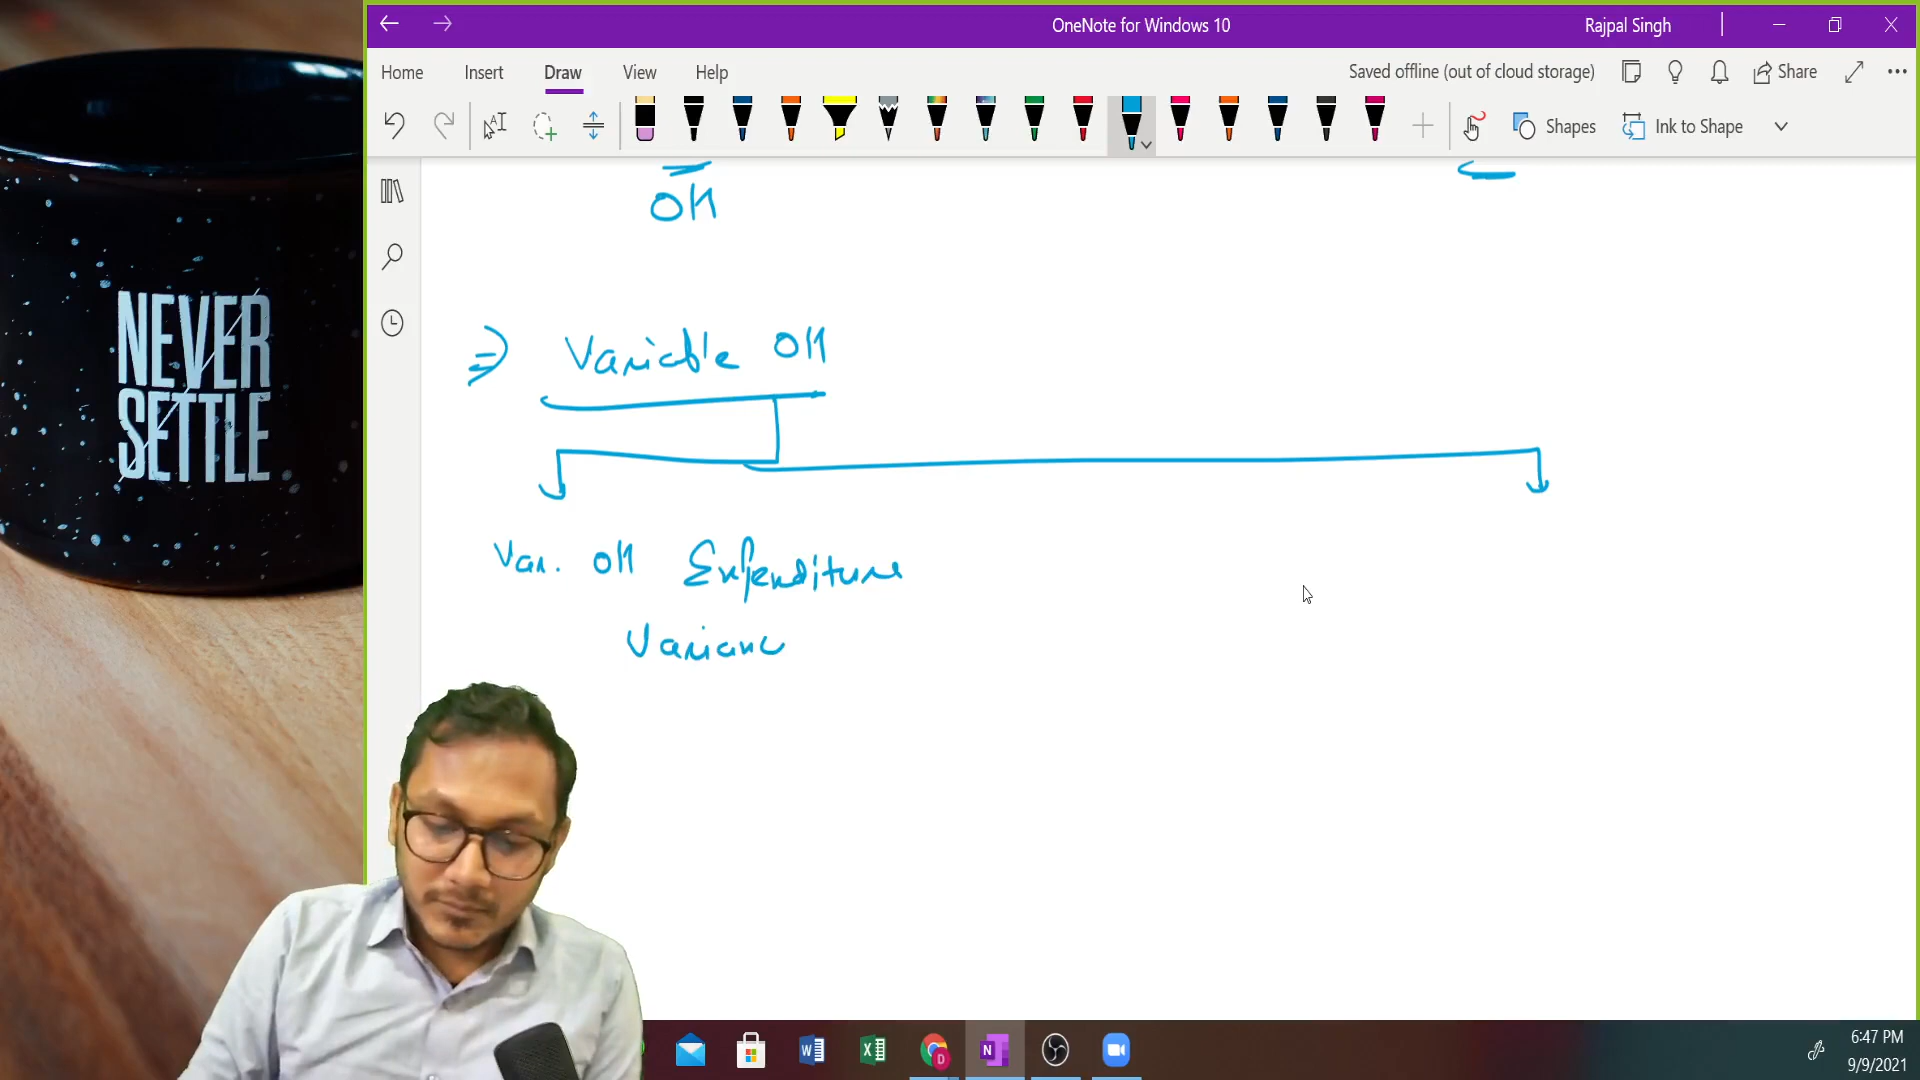 OneNote for Windows 10
Rajpal Singh
Home Insert Draw View Help
Saved offline (out of cloud storage)
Share
Shapes
Ink to Shape
OH
⇒ Variable OH
Var. OH Expenditure
Variance
NEVER
SETTLE
6:47 PM
9/9/2021